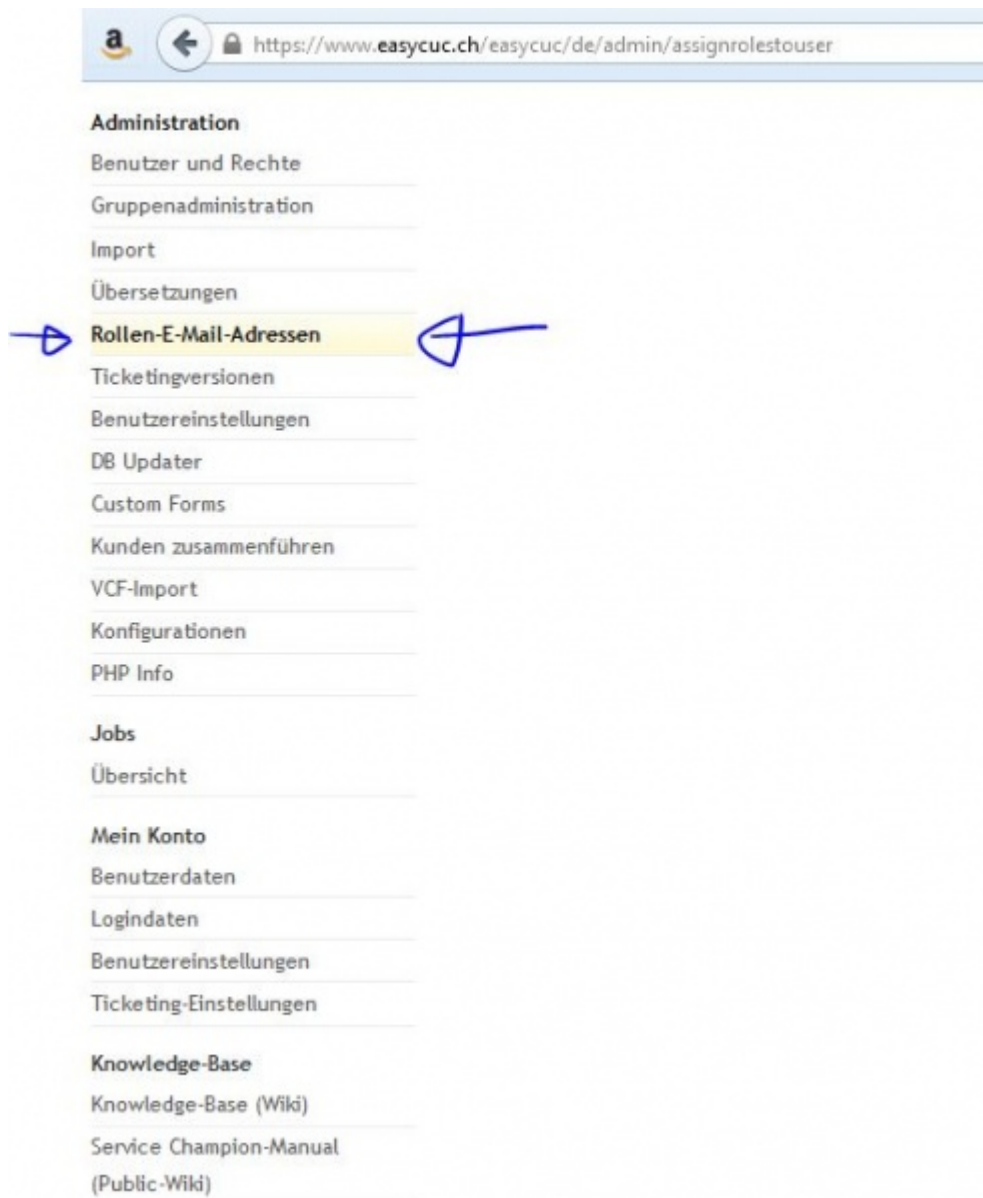 a
https://www.easycuc.ch/easycuc/de/admin/assignrolestouser
Administration
Benutzer und Rechte
Gruppenadministration
Import
Übersetzungen
Rollen-E-Mail-Adressen
Ticketingversionen
Benutzereinstellungen
DB Updater
Custom Forms
Kunden zusammenführen
VCF-Import
Konfigurationen
PHP Info
Jobs
Übersicht
Mein Konto
Benutzerdaten
Logindaten
Benutzereinstellungen
Ticketing-Einstellungen
Knowledge-Base
Knowledge-Base (Wiki)
Service Champion-Manual
(Public-Wiki)